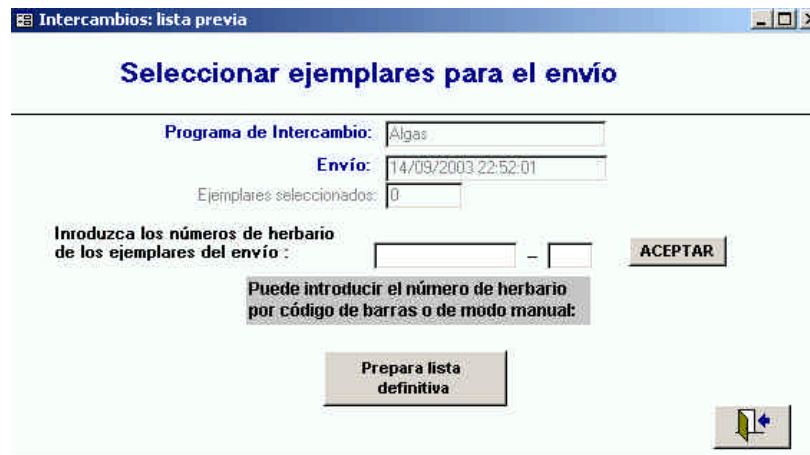 Intercambios: lista previa
Seleccionar ejemplares para el envío
Programa de Intercambio: Algas
Envío: 14/09/2003 22:52:01
Ejemplares seleccionados: 0
Inroduzca los números de herbario
de los ejemplares del envío : – ACEPTAR
Puede introducir el número de herbario
por código de barras o de modo manual:
Prepara lista
definitiva